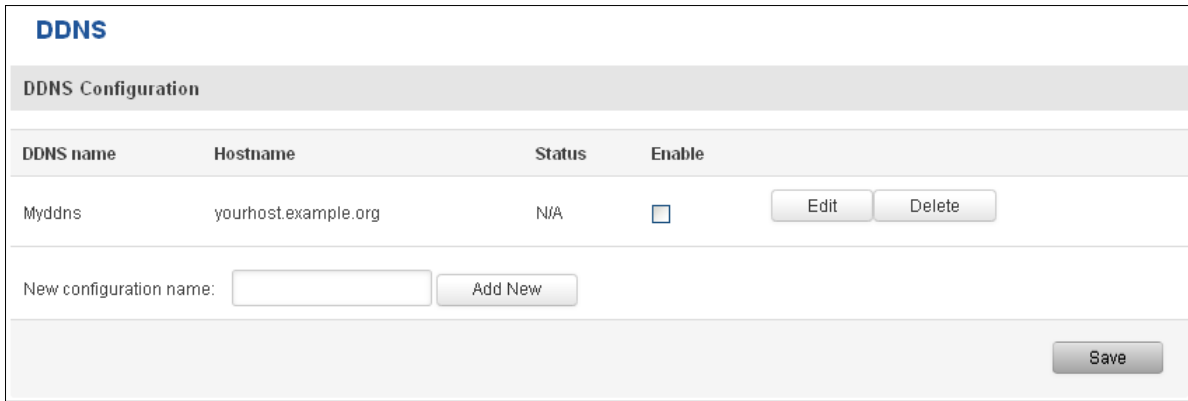 DDNS
DDNS Configuration
DDNS name Hostname Status Enable
Myddns yourhost.example.org N/A Edit Delete
New configuration name: Add New
Save